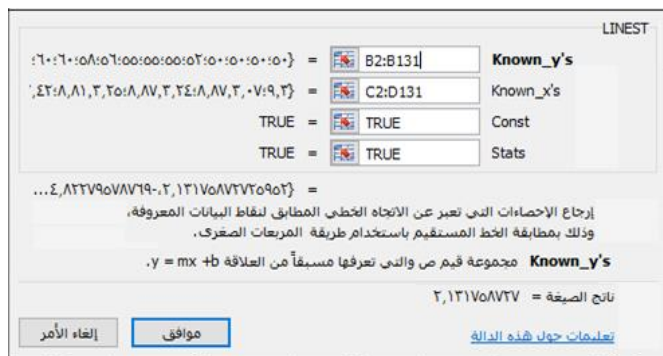 LINEST
Known_y's B2:B131 = {٥٠:٥٠:٥٠:٥٠:٥٢:٥٥:٥٥:٥٥:٥٦:٥٨:٦٠:٦٠:
Known_x's C2:D131 = {٩,٣:٣,٠٧,٨,٨٧:٣,٢٤,٨,٨٧:٣,٢٥,٨,٨١:٣,٤٢,
Const TRUE = TRUE
Stats TRUE = TRUE
= {٢,١٣١٧٥٨٧٢٧٢٥٩٥٢,-٤,٨٢٢٧٩٥٧٨٧٦٩...
إرجاع الإحصاءات التي تعبر عن الاتجاه الخطي المطابق لنقاط البيانات المعروفة،
وذلك بمطابقة الخط المستقيم باستخدام طريقة المربعات الصغرى.
Known_y's مجموعة قيم ص والتي تعرفها مسبقاً من العلاقة y = mx +b.
ناتج الصيغة = ٢,١٣١٧٥٨٧٢٧
تعليمات حول هذه الدالة
موافق
إلغاء الأمر